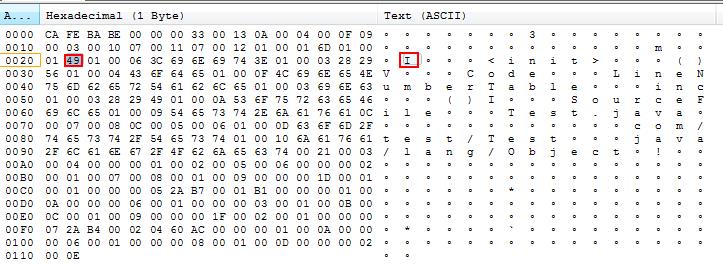 A... Hexadecimal (1 Byte) Text (ASCII)
0000 CA FE BA BE 00 00 00 33 00 13 0A 00 04 00 0F 09 ∘ ∘ ∘ ∘ ∘ ∘ ∘ 3 ∘ ∘ ∘ ∘ ∘ ∘ ∘ ∘
0010 00 03 00 10 07 00 11 07 00 12 01 00 01 6D 01 00 ∘ ∘ ∘ ∘ ∘ ∘ ∘ ∘ ∘ ∘ ∘ ∘ ∘ m ∘ ∘
0020 01 49 01 00 06 3C 69 6E 69 74 3E 01 00 03 28 29 ∘ I ∘ ∘ ∘ < i n i t > ∘ ∘ ∘ ( )
0030 56 01 00 04 43 6F 64 65 01 00 0F 4C 69 6E 65 4E V ∘ ∘ ∘ C o d e ∘ ∘ ∘ L i n e N
0040 75 6D 62 65 72 54 61 62 6C 65 01 00 03 69 6E 63 u m b e r T a b l e ∘ ∘ ∘ i n c
0050 01 00 03 28 29 49 01 00 0A 53 6F 75 72 63 65 46 ∘ ∘ ∘ ( ) I ∘ ∘ ∘ S o u r c e F
0060 69 6C 65 01 00 09 54 65 73 74 2E 6A 61 76 61 0C i l e ∘ ∘ ∘ T e s t . j a v a ∘
0070 00 07 00 08 0C 00 05 00 06 01 00 0D 63 6F 6D 2F ∘ ∘ ∘ ∘ ∘ ∘ ∘ ∘ ∘ ∘ ∘ ∘ c o m /
0080 74 65 73 74 2F 54 65 73 74 01 00 10 6A 61 76 61 t e s t / T e s t ∘ ∘ ∘ j a v a
0090 2F 6C 61 6E 67 2F 4F 62 6A 65 63 74 00 21 00 03 / l a n g / O b j e c t ∘ ! ∘ ∘
00A0 00 04 00 00 00 01 00 02 00 05 00 06 00 00 00 02 ∘ ∘ ∘ ∘ ∘ ∘ ∘ ∘ ∘ ∘ ∘ ∘ ∘ ∘ ∘ ∘
00B0 00 01 00 07 00 08 00 01 00 09 00 00 00 1D 00 01 ∘ ∘ ∘ ∘ ∘ ∘ ∘ ∘ ∘ ∘ ∘ ∘ ∘ ∘ ∘ ∘
00C0 00 01 00 00 00 05 2A B7 00 01 B1 00 00 00 01 00 ∘ ∘ ∘ ∘ ∘ ∘ * ∘ ∘ ∘ ∘ ∘ ∘ ∘ ∘ ∘
00D0 0A 00 00 00 06 00 01 00 00 00 03 00 01 00 0B 00 ∘ ∘ ∘ ∘ ∘ ∘ ∘ ∘ ∘ ∘ ∘ ∘ ∘ ∘ ∘ ∘
00E0 0C 00 01 00 09 00 00 00 1F 00 02 00 01 00 00 00 ∘ ∘ ∘ ∘ ∘ ∘ ∘ ∘ ∘ ∘ ∘ ∘ ∘ ∘ ∘ ∘
00F0 07 2A B4 00 02 04 60 AC 00 00 00 01 00 0A 00 00 ∘ * ∘ ∘ ∘ ∘ ` ∘ ∘ ∘ ∘ ∘ ∘ ∘ ∘ ∘
0100 00 06 00 01 00 00 00 08 00 01 00 0D 00 00 00 02 ∘ ∘ ∘ ∘ ∘ ∘ ∘ ∘ ∘ ∘ ∘ ∘ ∘ ∘ ∘ ∘
0110 00 0E ∘ ∘